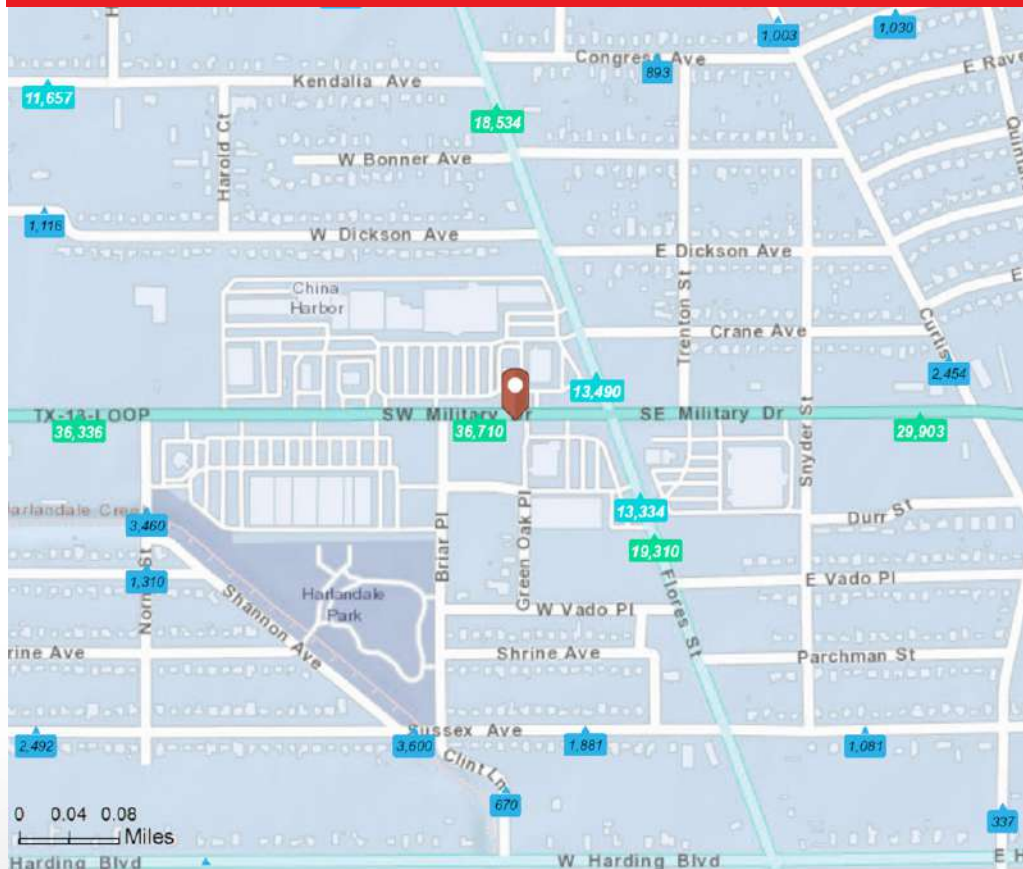 1,003
1,030
Congress Ave
893
E Rave
Kendalia Ave
11,657
18,534
Harold Ct
W Bonner Ave
1,116
W Dickson Ave
E Dickson Ave
Trenton St
China
Harbor
Crane Ave
Curtis
2,454
13,490
TX-13-LOOP
SW Military Dr
SE Military Dr
36,336
36,710
29,903
Snyder St
Harlandale Creek
3,460
13,334
Durr St
19,310
Briar Pl
Green Oak Pl
1,310
E Vado Pl
Shannon Ave
Harlandale
Park
W Vado Pl
Flores St
rine Ave
Shrine Ave
Parchman St
Sussex Ave
2,492
3,600
1,881
1,081
Clint Ln
670
337
0 0.04 0.08
Miles
Harding Blvd
W Harding Blvd
E H